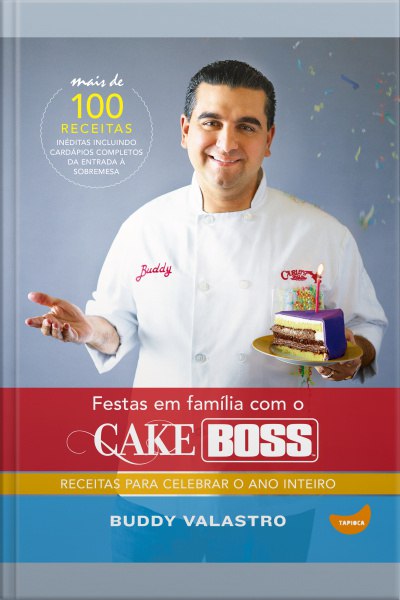 mais de
100
RECEITAS
INÉDITAS INCLUINDO
CARDÁPIOS COMPLETOS
DA ENTRADA À
SOBREMESA
Buddy
Festas em família com o
CAKE BOSS
TM
RECEITAS PARA CELEBRAR O ANO INTEIRO
TAPIOCA
BUDDY VALASTRO